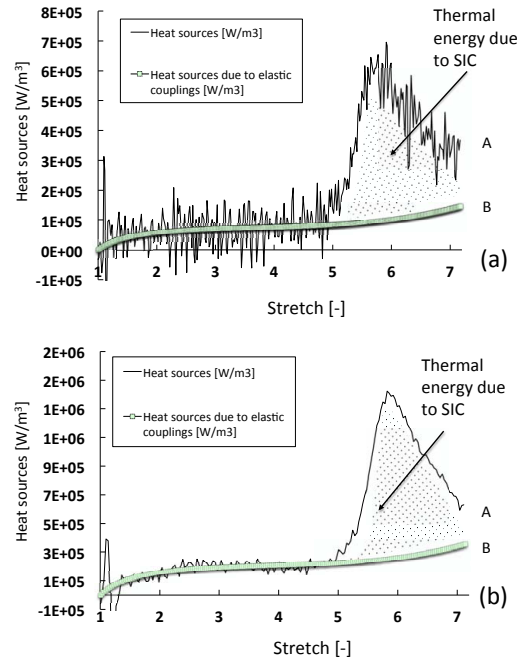 9E+05
8E+05
7E+05
6E+05
5E+05
4E+05
3E+05
2E+05
1E+05
0E+00
-1E+05
Heat sources [W/m³]
Heat sources [W/m3]
Heat sources due to elastic
couplings [W/m3]
Thermal
energy due
to SIC
A
B
1 2 3 4 5 6 7
Stretch [-]
(a)
2E+06
2E+06
1E+06
1E+06
7E+05
5E+05
3E+05
1E+05
-1E+05
Heat sources [W/m³]
Heat sources [W/m3]
Heat sources due to elastic
couplings [W/m3]
Thermal
energy due
to SIC
A
B
1 2 3 4 5 6 7
Stretch [-]
(b)